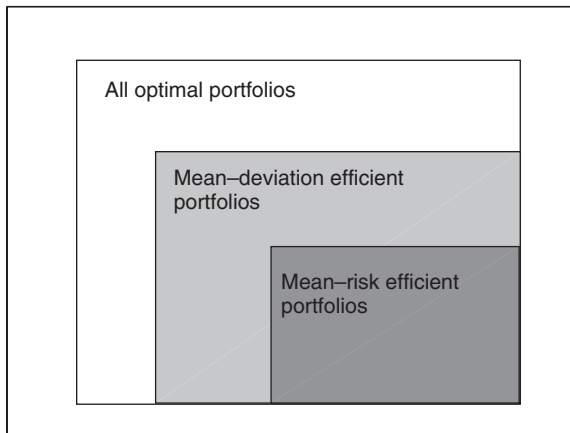 All optimal portfolios
Mean–deviation efficient
portfolios
Mean–risk efficient
portfolios